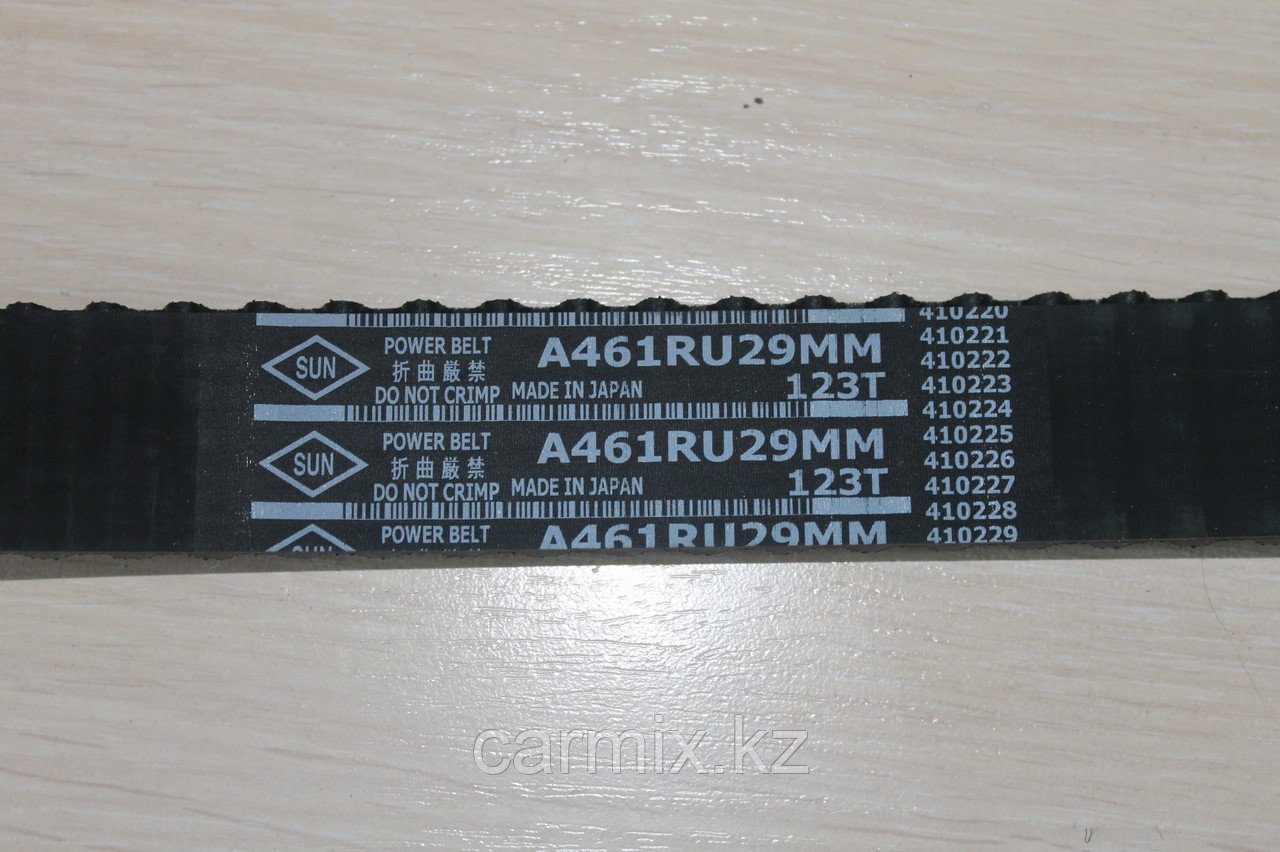 410220
SUN
POWER BELT
折曲厳禁
DO NOT CRIMP
MADE IN JAPAN
A461RU29MM
123T
410221
410222
410223
410224
SUN
POWER BELT
折曲厳禁
DO NOT CRIMP
MADE IN JAPAN
A461RU29MM
123T
410225
410226
410227
410228
SUN
POWER BELT
A461RU29MM
410229
carmix.kz